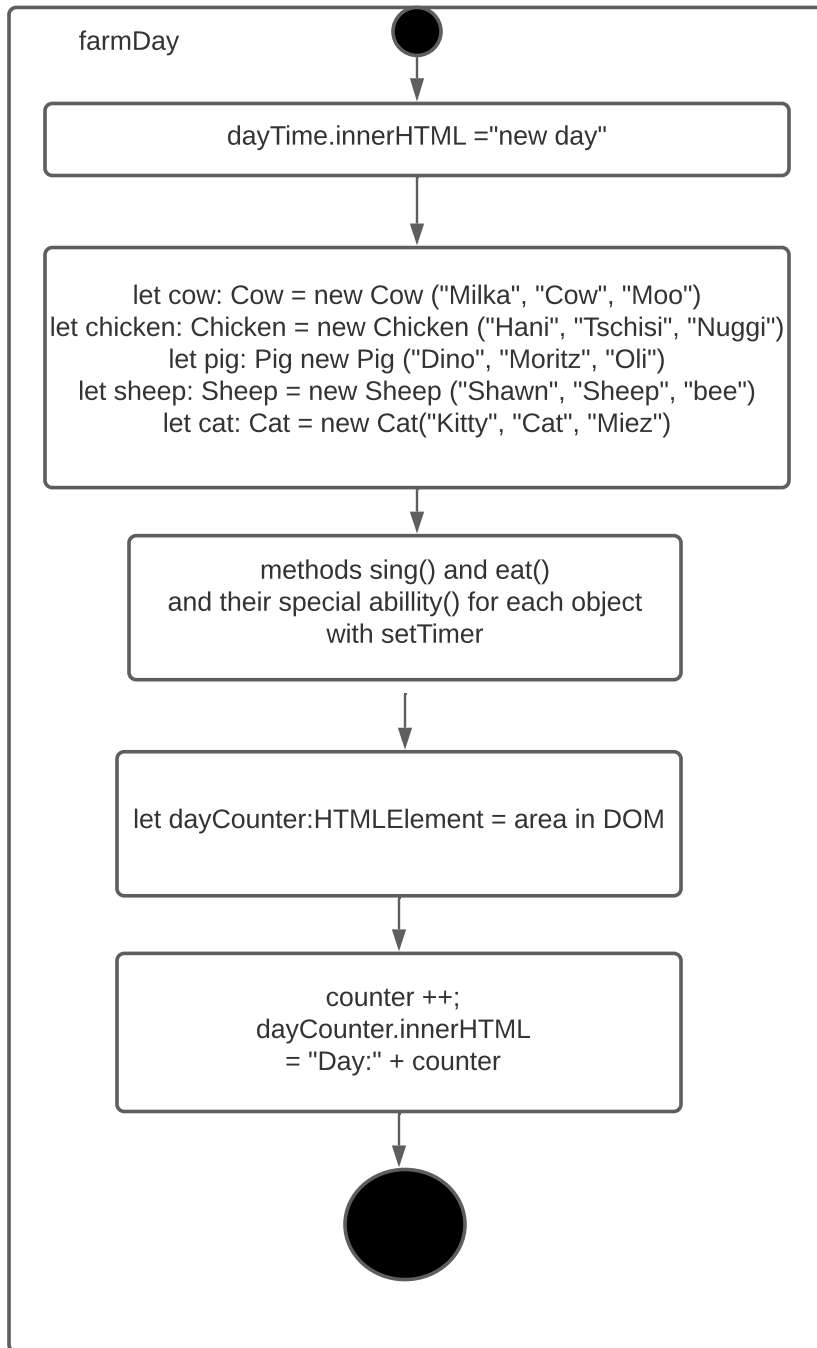 farmDay
dayTime.innerHTML ="new day"
let cow: Cow = new Cow ("Milka", "Cow", "Moo")
let chicken: Chicken = new Chicken ("Hani", "Tschisi", "Nuggi")
let pig: Pig new Pig ("Dino", "Moritz", "Oli")
let sheep: Sheep = new Sheep ("Shawn", "Sheep", "bee")
let cat: Cat = new Cat("Kitty", "Cat", "Miez")
methods sing() and eat()
and their special abillity() for each object
with setTimer
let dayCounter:HTMLElement = area in DOM
counter ++;
dayCounter.innerHTML
= "Day:" + counter